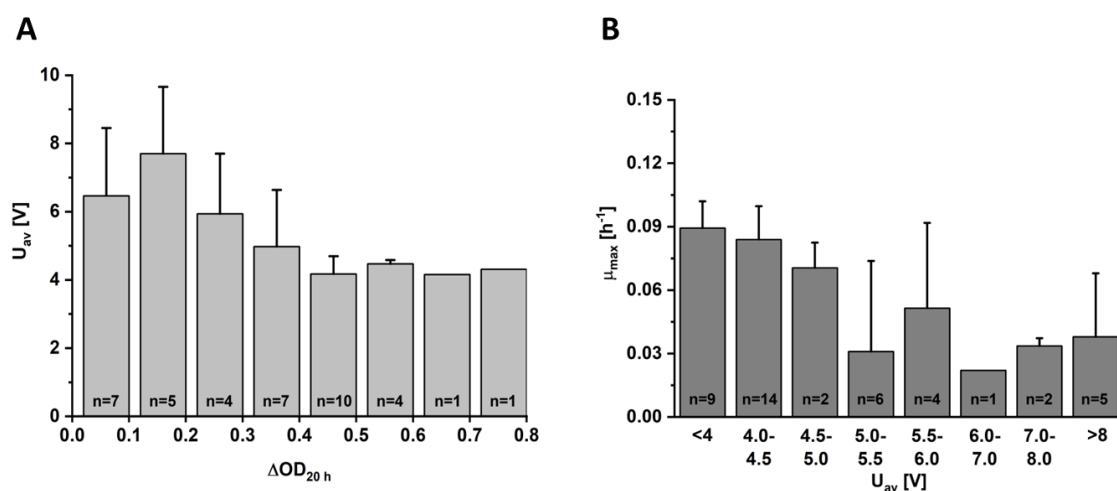 A
B
10
8
6
4
2
0
U_av [V]
n=7 n=5 n=4 n=7 n=10 n=4 n=1 n=1
0.0 0.1 0.2 0.3 0.4 0.5 0.6 0.7 0.8
ΔOD_20 h
0.15
0.12
0.09
0.06
0.03
0.00
μ_max [h⁻¹]
n=9 n=14 n=2 n=6 n=4 n=1 n=2 n=5
<4 4.0- 4.5- 5.0- 5.5- 6.0- 7.0- >8
4.5 5.0 5.5 6.0 7.0 8.0
U_av [V]